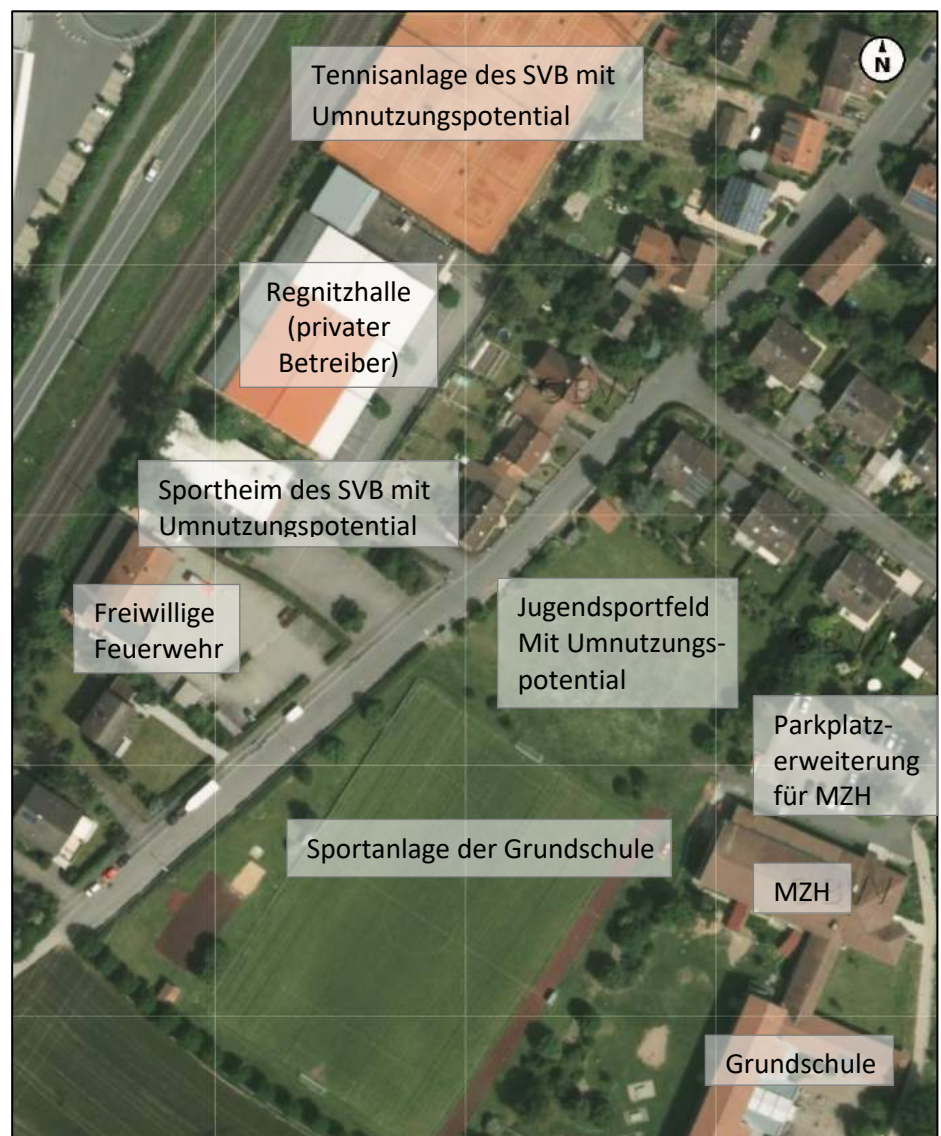 Tennisanlage des SVB mit
Umnutzungspotential
N
Regnitzhalle
(privater
Betreiber)
Sportheim des SVB mit
Umnutzungspotential
Freiwillige
Feuerwehr
Jugendsportfeld
Mit Umnutzungs-
potential
Parkplatz-
erweiterung
für MZH
Sportanlage der Grundschule
MZH
Grundschule